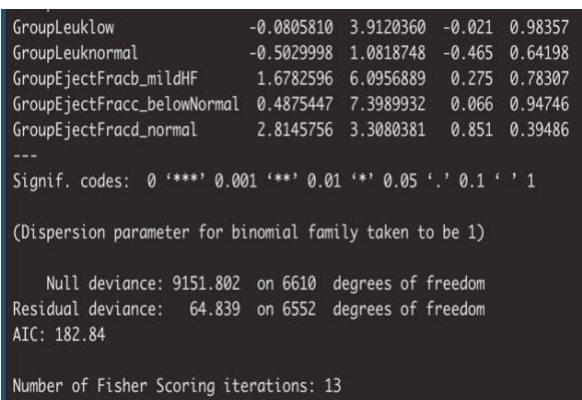 GroupLeuklow -0.0805810 3.9120360 -0.021 0.98357
GroupLeuknormal -0.5029998 1.0818748 -0.465 0.64198
GroupEjectFracb_mildHF 1.6782596 6.0956889 0.275 0.78307
GroupEjectFracc_belowNormal 0.4875447 7.3989932 0.066 0.94746
GroupEjectFracd_normal 2.8145756 3.3080381 0.851 0.39486
---
Signif. codes: 0 ‘***’ 0.001 ‘**’ 0.01 ‘*’ 0.05 ‘.’ 0.1 ‘ ’ 1
(Dispersion parameter for binomial family taken to be 1)
Null deviance: 9151.802 on 6610 degrees of freedom
Residual deviance: 64.839 on 6552 degrees of freedom
AIC: 182.84
Number of Fisher Scoring iterations: 13